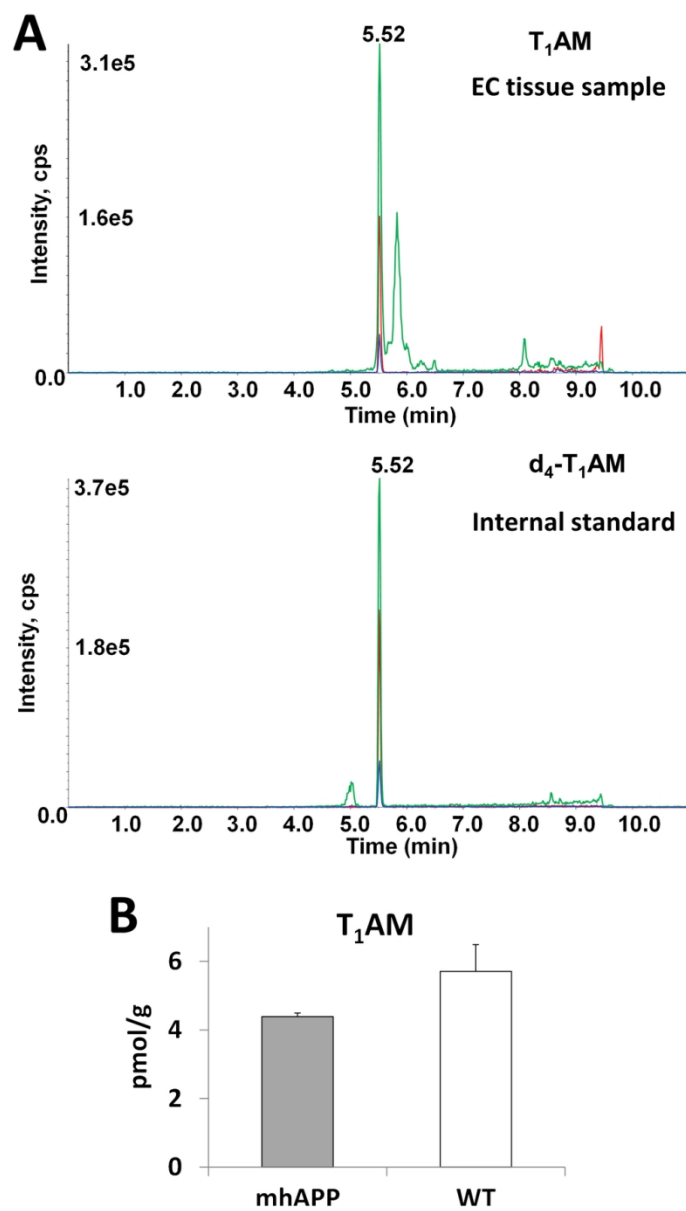 A
5.52
T₁AM
EC tissue sample
3.1e5
1.6e5
0.0
Intensity, cps
1.0 2.0 3.0 4.0 5.0 6.0 7.0 8.0 9.0 10.0
Time (min)
5.52
d₄-T₁AM
Internal standard
3.7e5
1.8e5
0.0
Intensity, cps
1.0 2.0 3.0 4.0 5.0 6.0 7.0 8.0 9.0 10.0
Time (min)
B
T₁AM
pmol/g
6
4
2
0
mhAPP WT